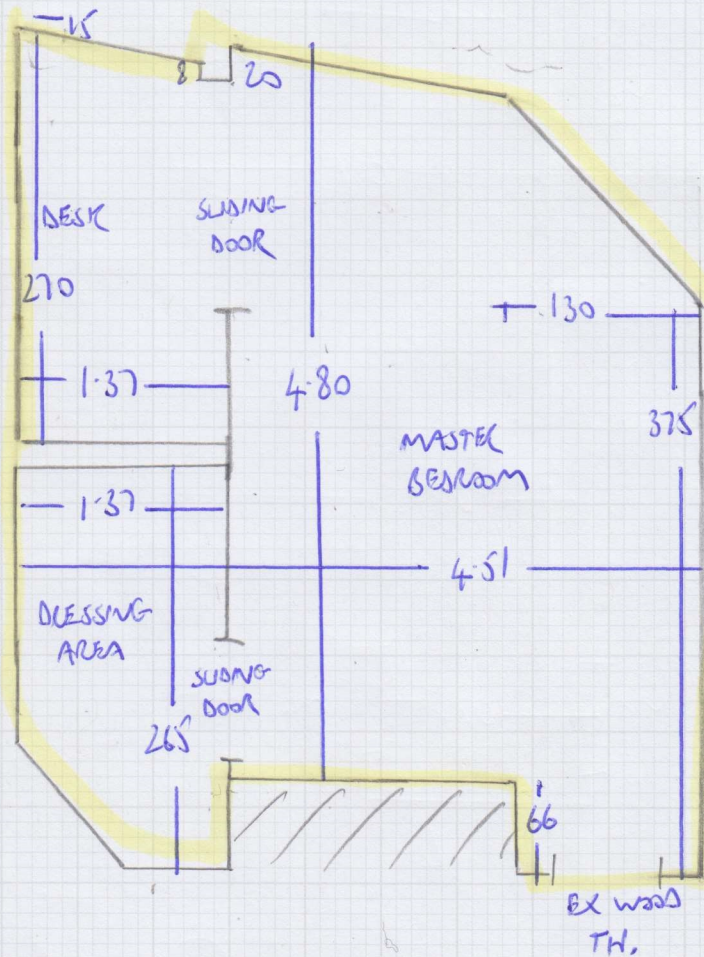 15
8 20
DESK
SLIDING
DOOR
270
130
1.37
4.80
375
MASTER
BEDROOM
1.37
4.51
DRESSING
AREA
SLIDING
DOOR
265
66
EX WOOD
TH.